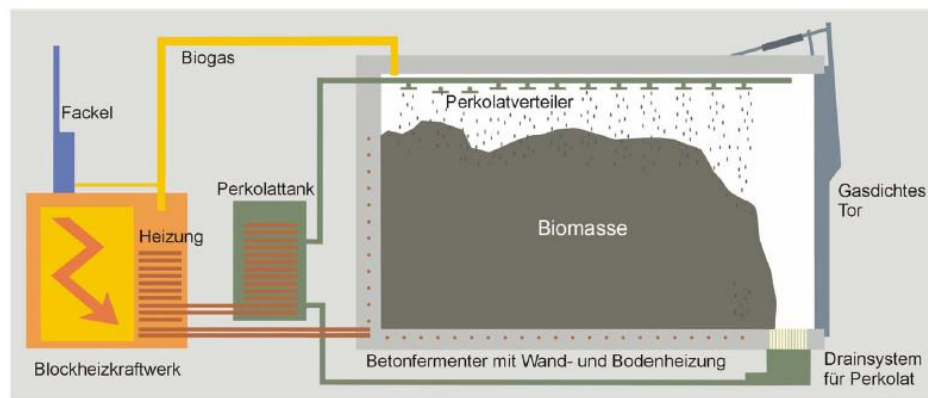 Biogas
Fackel
Perkolatverteiler
Perkolattank
Gasdichtes
Tor
Heizung
Biomasse
Blockheizkraftwerk
Betonfermenter mit Wand- und Bodenheizung
Drainsystem
für Perkolat